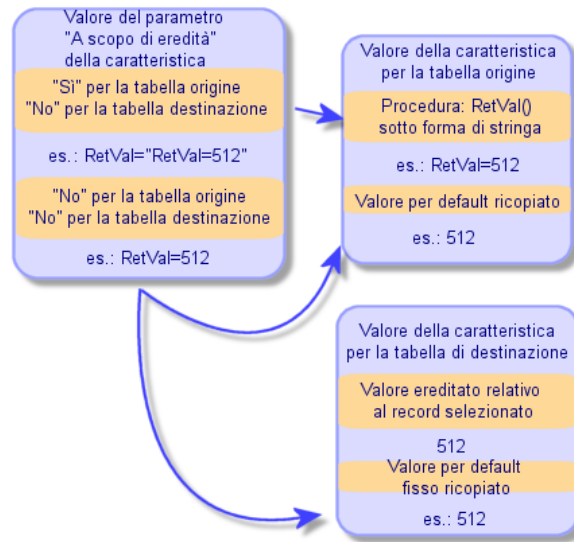 Valore del parametro
"A scopo di eredità"
della caratteristica
"Sì" per la tabella origine
"No" per la tabella destinazione
es.: RetVal="RetVal=512"
"No" per la tabella origine
"No" per la tabella destinazione
es.: RetVal=512
Valore della caratteristica
per la tabella origine
Procedura: RetVal()
sotto forma di stringa
es.: RetVal=512
Valore per default ricopiato
es.: 512
Valore della caratteristica
per la tabella di destinazione
Valore ereditato relativo
al record selezionato
512
Valore per default
fisso ricopiato
es.: 512